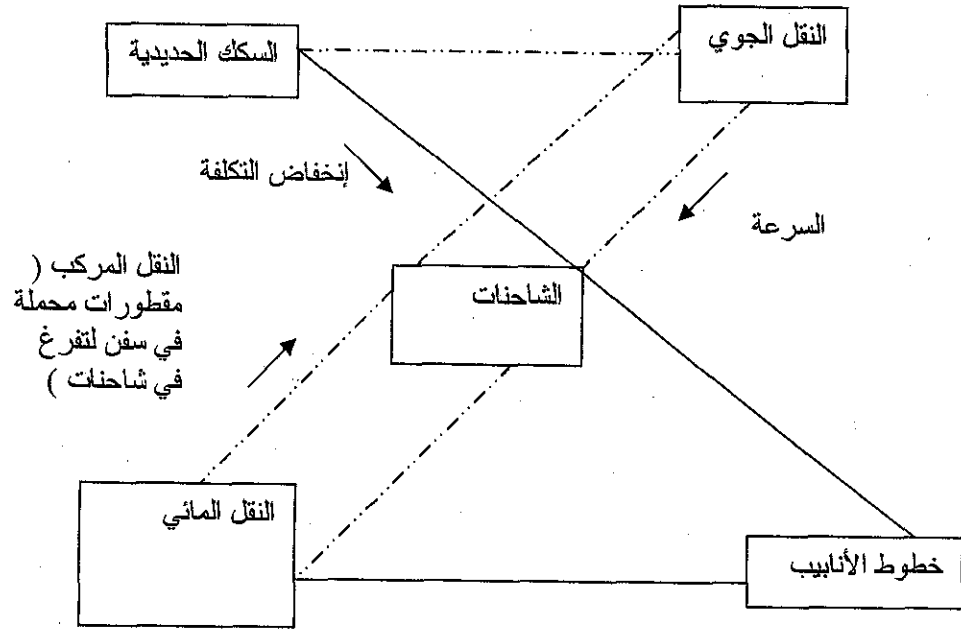 النقل الجوي
السكك الحديدية
إنخفاض التكلفة
السرعة
النقل المركب (
مقطورات محملة
في سفن لتفرغ
في شاحنات )
الشاحنات
النقل المائي
خطوط الأنابيب